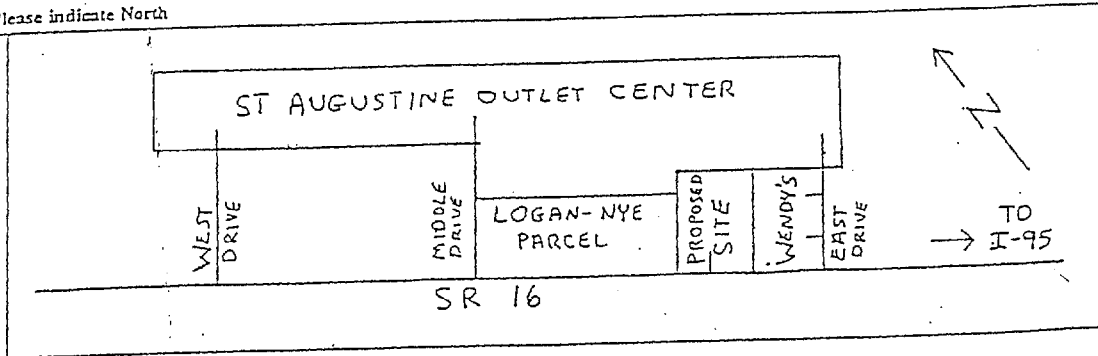 lease indicate North
ST AUGUSTINE OUTLET CENTER
N
WEST
DRIVE
MIDDLE
DRIVE
LOGAN-NYE
PARCEL
PROPOSED
SITE
WENDY'S
EAST
DRIVE
TO
I-95
SR 16